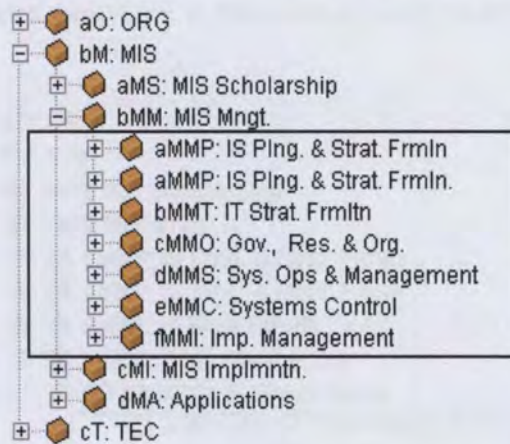 aO: ORG
bM: MIS
aMS: MIS Scholarship
bMM: MIS Mngt.
aMMP: IS Plng. & Strat. Frmln
aMMP: IS Plng. & Strat. Frmln.
bMMT: IT Strat. Frmltn
cMMO: Gov., Res. & Org.
dMMS: Sys. Ops & Management
eMMC: Systems Control
fMMI: Imp. Management
cMI: MIS Implmntn.
dMA: Applications
cT: TEC